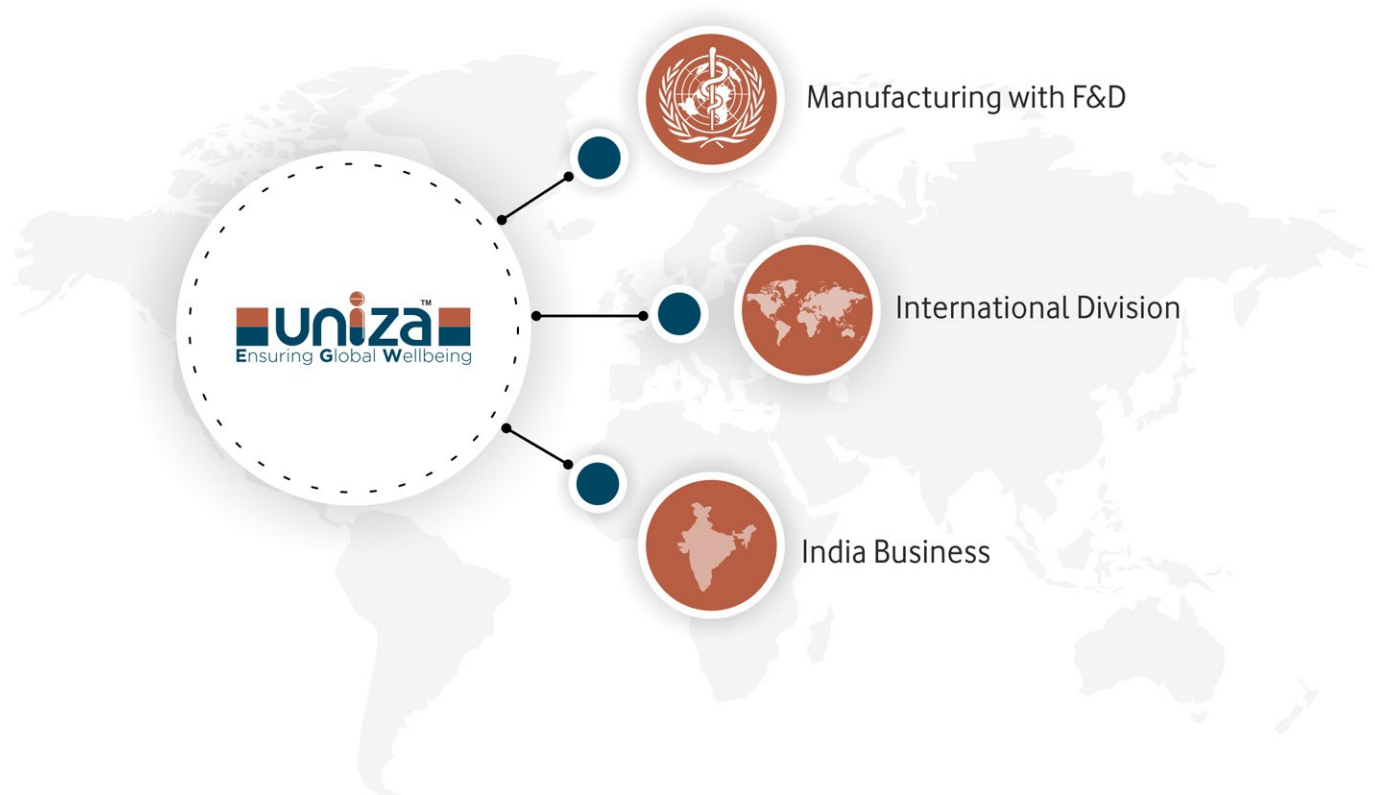 uniza™
Ensuring Global Wellbeing
Manufacturing with F&D
International Division
India Business